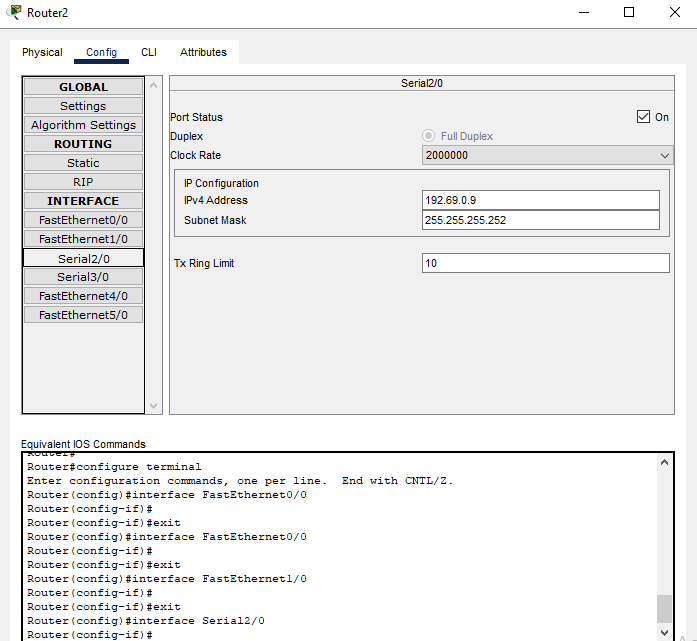 Router2
Physical Config CLI Attributes
GLOBAL
Settings
Algorithm Settings
ROUTING
Static
RIP
INTERFACE
FastEthernet0/0
FastEthernet1/0
Serial2/0
Serial3/0
FastEthernet4/0
FastEthernet5/0
Serial2/0
Port Status On
Duplex Full Duplex
Clock Rate 2000000
IP Configuration
IPv4 Address 192.69.0.9
Subnet Mask 255.255.255.252
Tx Ring Limit 10
Equivalent IOS Commands
Router#
Router#configure terminal
Enter configuration commands, one per line.  End with CNTL/Z.
Router(config)#interface FastEthernet0/0
Router(config-if)#
Router(config-if)#exit
Router(config)#interface FastEthernet0/0
Router(config-if)#
Router(config-if)#exit
Router(config)#interface FastEthernet1/0
Router(config-if)#
Router(config-if)#exit
Router(config)#interface Serial2/0
Router(config-if)#